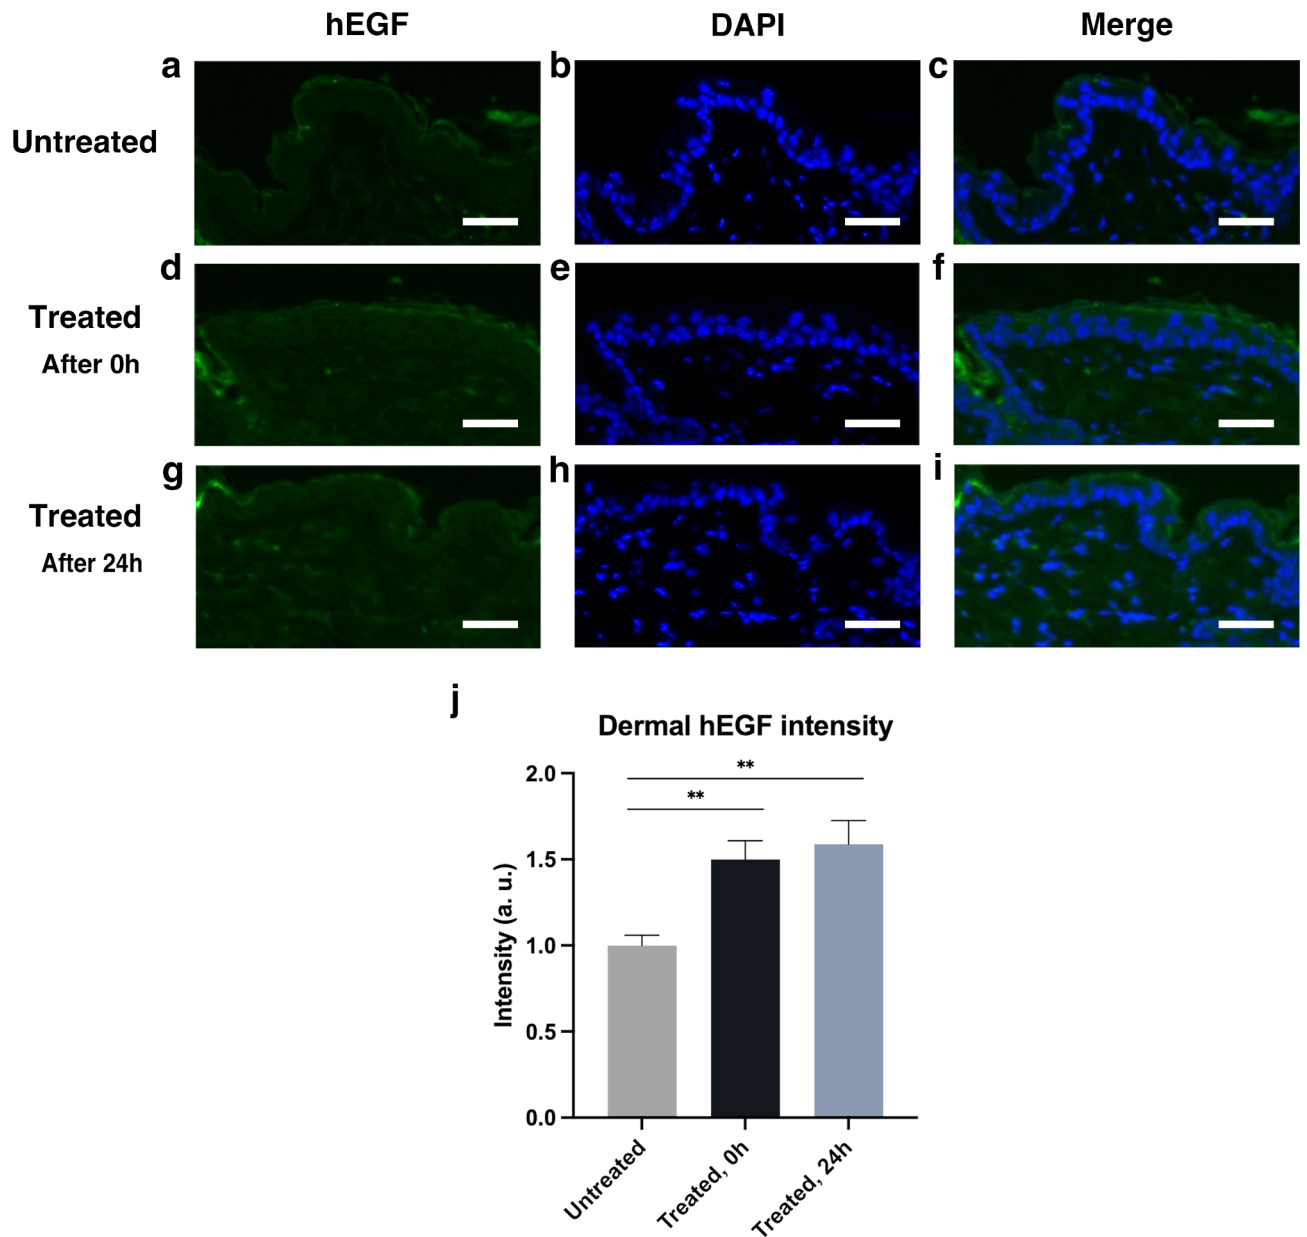 hEGF DAPI Merge
a b c
Untreated
d e f
Treated
After 0h
g h i
Treated
After 24h
j
Dermal hEGF intensity
**
**
2.0
1.5
1.0
0.5
0.0
Intensity (a. u.)
Untreated
Treated, 0h
Treated, 24h